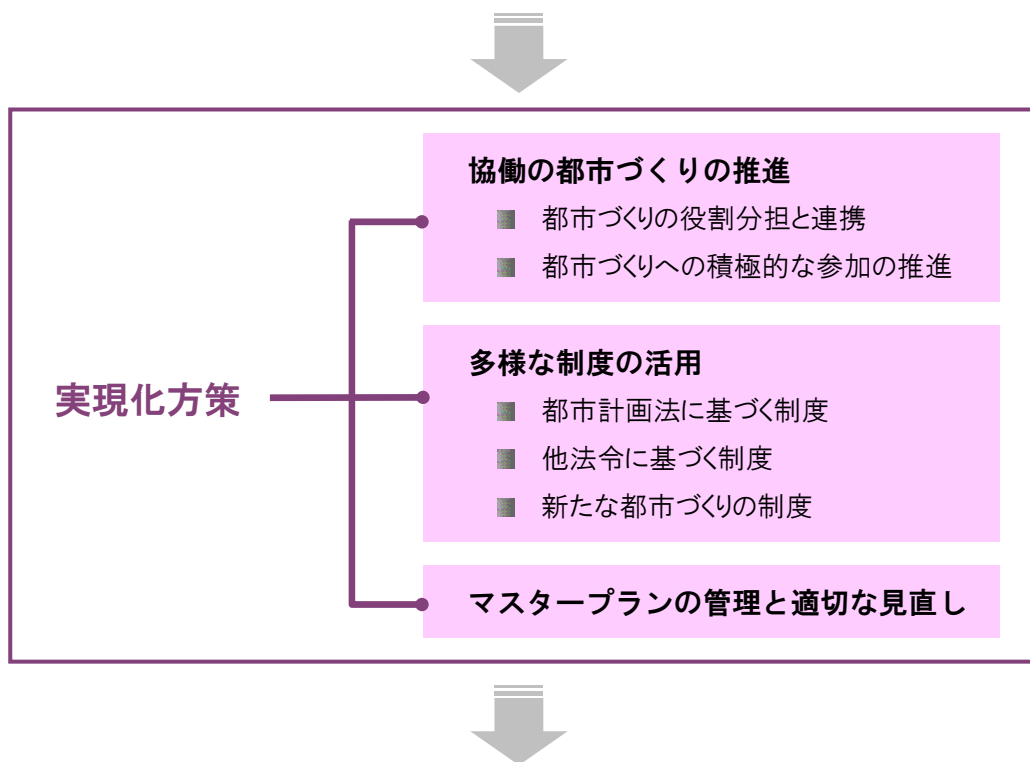 協働の都市づくりの推進
都市づくりの役割分担と連携
都市づくりへの積極的な参加の推進
実現化方策
多様な制度の活用
都市計画法に基づく制度
他法令に基づく制度
新たな都市づくりの制度
マスタープランの管理と適切な見直し